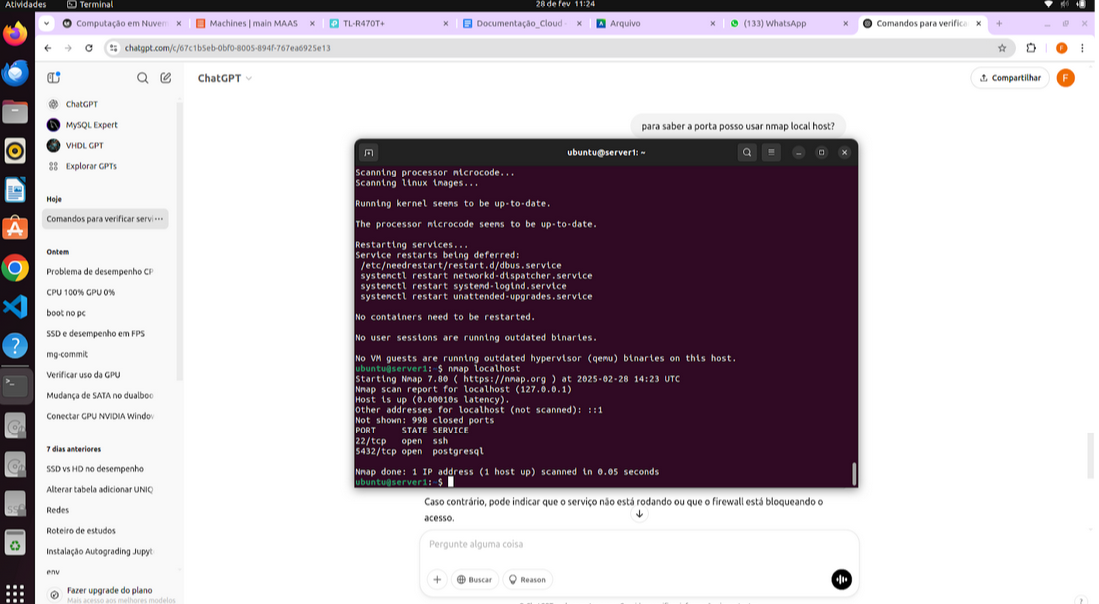 Atividades
Terminal
28 de fev 11:24
Computação em Nuvem
Machines | main MAAS
TL-R470T+
Documentação_Cloud -
Arquivo
(133) WhatsApp
Comandos para verifica
chatgpt.com/c/67c1b5eb-0bf0-8005-894f-767ea6925e13
ChatGPT
Compartilhar
F
ChatGPT
MySQL Expert
VHDL GPT
Explorar GPTs
Hoje
Comandos para verificar servi
Ontem
Problema de desempenho CP
CPU 100% GPU 0%
boot no pc
SSD e desempenho em FPS
mg-commit
Verificar uso da GPU
Mudança de SATA no dualboo
Conectar GPU NVIDIA Window
7 dias anteriores
SSD vs HD no desempenho
Alterar tabela adicionar UNIQ
Redes
Roteiro de estudos
Instalação Autograding Jupyt
env
Fazer upgrade do plano
Mais acesso aos melhores modelos
para saber a porta posso usar nmap local host?
ubuntu@server1: ~
Scanning processor microcode...
Scanning linux images...
Running kernel seems to be up-to-date.
The processor microcode seems to be up-to-date.
Restarting services...
Service restarts being deferred:
/etc/needrestart/restart.d/dbus.service
systemctl restart networkd-dispatcher.service
systemctl restart systemd-logind.service
systemctl restart unattended-upgrades.service
No containers need to be restarted.
No user sessions are running outdated binaries.
No VM guests are running outdated hypervisor (qemu) binaries on this host.
ubuntu@server1:~$ nmap localhost
Starting Nmap 7.80 ( https://nmap.org ) at 2025-02-28 14:23 UTC
Nmap scan report for localhost (127.0.0.1)
Host is up (0.00010s latency).
Other addresses for localhost (not scanned): ::1
Not shown: 998 closed ports
PORT     STATE SERVICE
22/tcp   open  ssh
5432/tcp open  postgresql
Nmap done: 1 IP address (1 host up) scanned in 0.05 seconds
ubuntu@server1:~$
Caso contrário, pode indicar que o serviço não está rodando ou que o firewall está bloqueando o
acesso.
Pergunte alguma coisa
Buscar
Reason